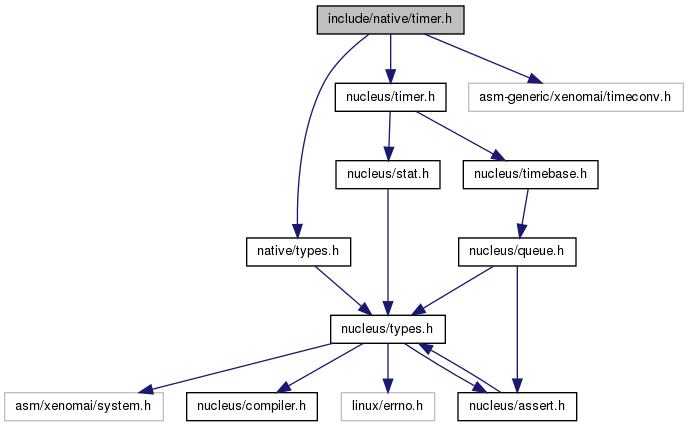 include/native/timer.h
nucleus/timer.h
asm-generic/xenomai/timeconv.h
nucleus/stat.h
nucleus/timebase.h
native/types.h
nucleus/queue.h
nucleus/types.h
asm/xenomai/system.h
nucleus/compiler.h
linux/errno.h
nucleus/assert.h